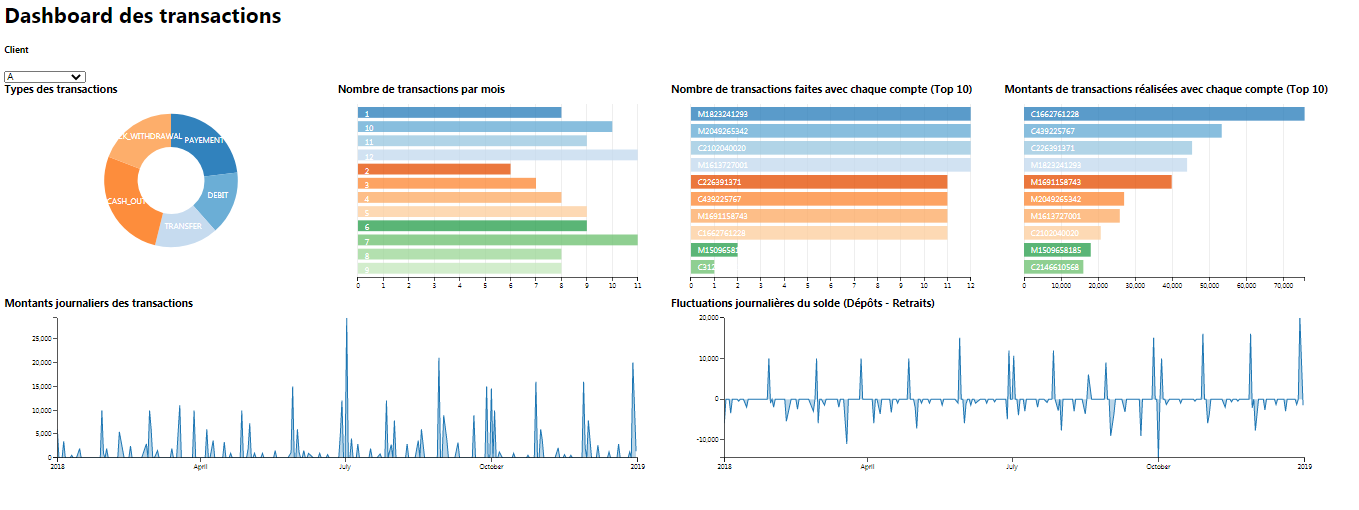 Dashboard des transactions
Client
A
Types des transactions
PAYEMENT
DEBIT
TRANSFER
CASH_OUT
CK_WITHDRAWAL
Nombre de transactions par mois
1
10
11
12
2
3
4
5
6
7
8
9
0 1 2 3 4 5 6 7 8 9 10 11
Nombre de transactions faites avec chaque compte (Top 10)
M1823241293
M2049265342
C2102040020
M1613727001
C226391371
C439225767
M1691158743
C1662761228
M15096581
C312
0 1 2 3 4 5 6 7 8 9 10 11 12
Montants de transactions réalisées avec chaque compte (Top 10)
C1662761228
C439225767
C226391371
M1823241293
M1691158743
M2049265342
M1613727001
C2102040020
M1509658185
C2146610568
0 10,000 20,000 30,000 40,000 50,000 60,000 70,000
Montants journaliers des transactions
25,000
20,000
15,000
10,000
5,000
0
2018 April July October 2019
Fluctuations journalières du solde (Dépôts - Retraits)
20,000
10,000
0
-10,000
2018 April July October 2019